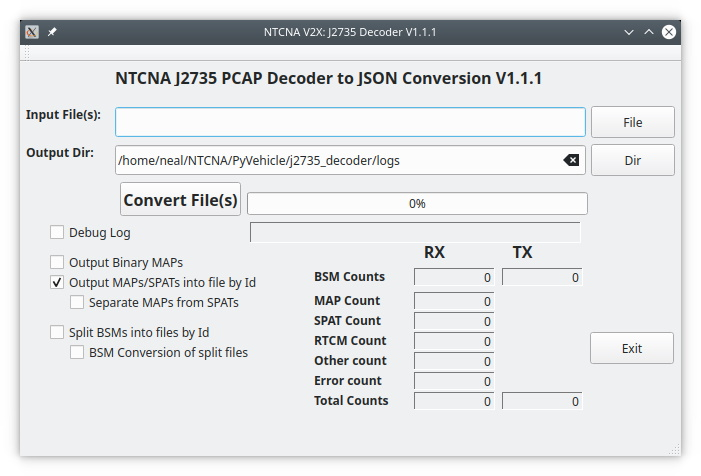 NTCNA V2X: J2735 Decoder V1.1.1
NTCNA J2735 PCAP Decoder to JSON Conversion V1.1.1
Input File(s): File
Output Dir: /home/neal/NTCNA/PyVehicle/j2735_decoder/logs Dir
Convert File(s) 0%
Debug Log
RX TX
Output Binary MAPs
BSM Counts 0 0
Output MAPs/SPATs into file by Id
MAP Count 0
Separate MAPs from SPATs
SPAT Count 0
Split BSMs into files by Id
RTCM Count 0
BSM Conversion of split files
Other count 0
Error count 0
Total Counts 0 0
Exit